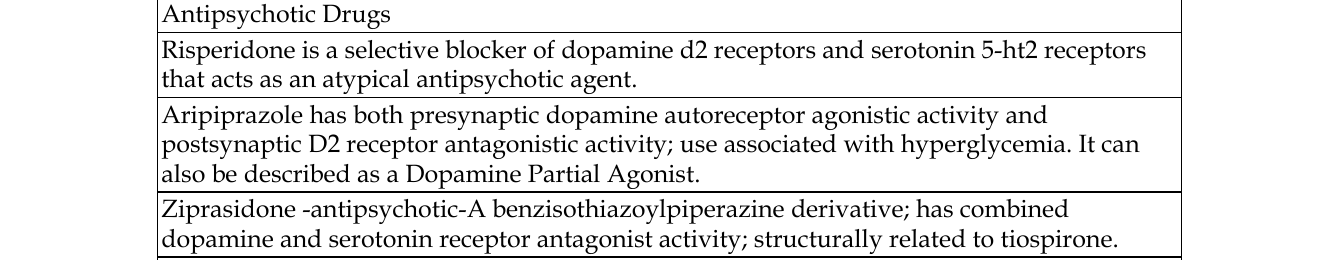 Antipsychotic Drugs
Risperidone is a selective blocker of dopamine d2 receptors and serotonin 5-ht2 receptors
that acts as an atypical antipsychotic agent.
Aripiprazole has both presynaptic dopamine autoreceptor agonistic activity and
postsynaptic D2 receptor antagonistic activity; use associated with hyperglycemia. It can
also be described as a Dopamine Partial Agonist.
Ziprasidone -antipsychotic-A benzisothiazoylpiperazine derivative; has combined
dopamine and serotonin receptor antagonist activity; structurally related to tiospirone.